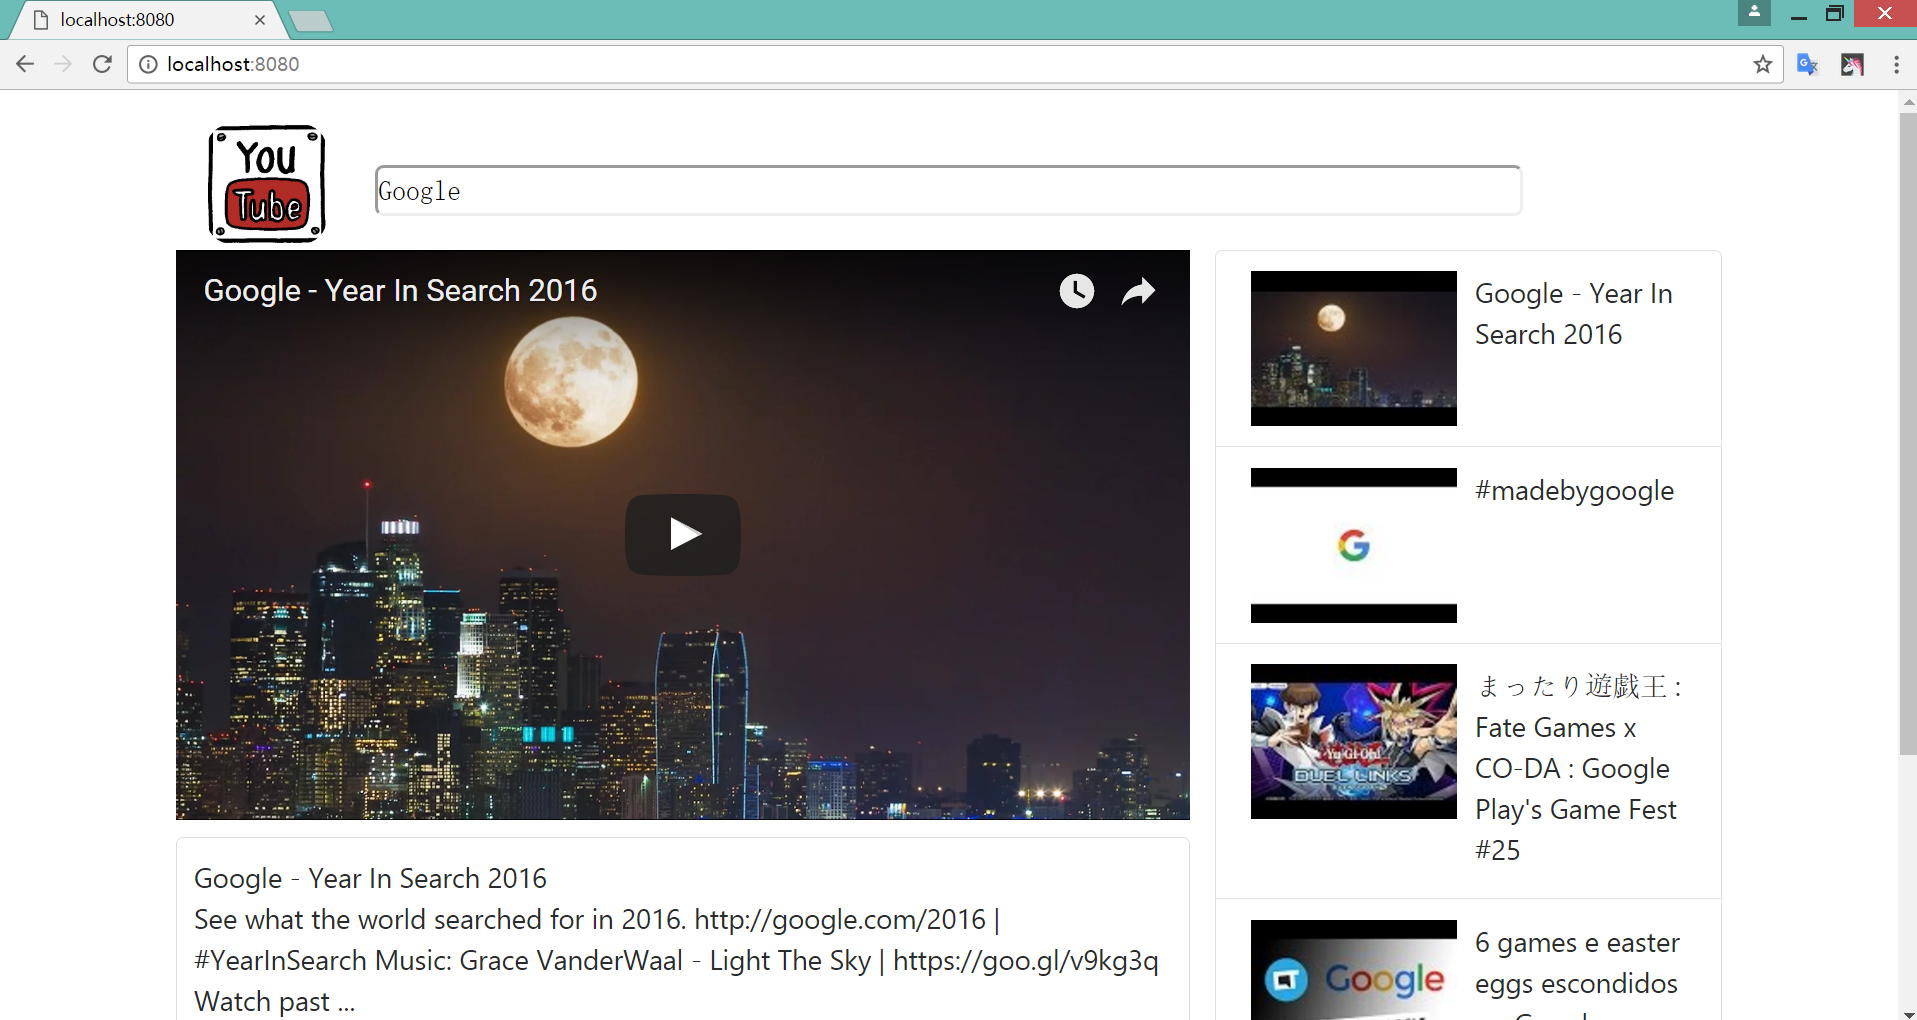 localhost:8080
localhost:8080
You
Tube
Google
Google - Year In Search 2016
Google - Year In
Search 2016
#madebygoogle
Yu-Gi-Oh!
DUEL LINKS
まったり遊戯王 :
Fate Games x
CO-DA : Google
Play's Game Fest
#25
Google
6 games e easter
eggs escondidos
Google - Year In Search 2016
See what the world searched for in 2016. http://google.com/2016 |
#YearInSearch Music: Grace VanderWaal - Light The Sky | https://goo.gl/v9kg3q
Watch past ...